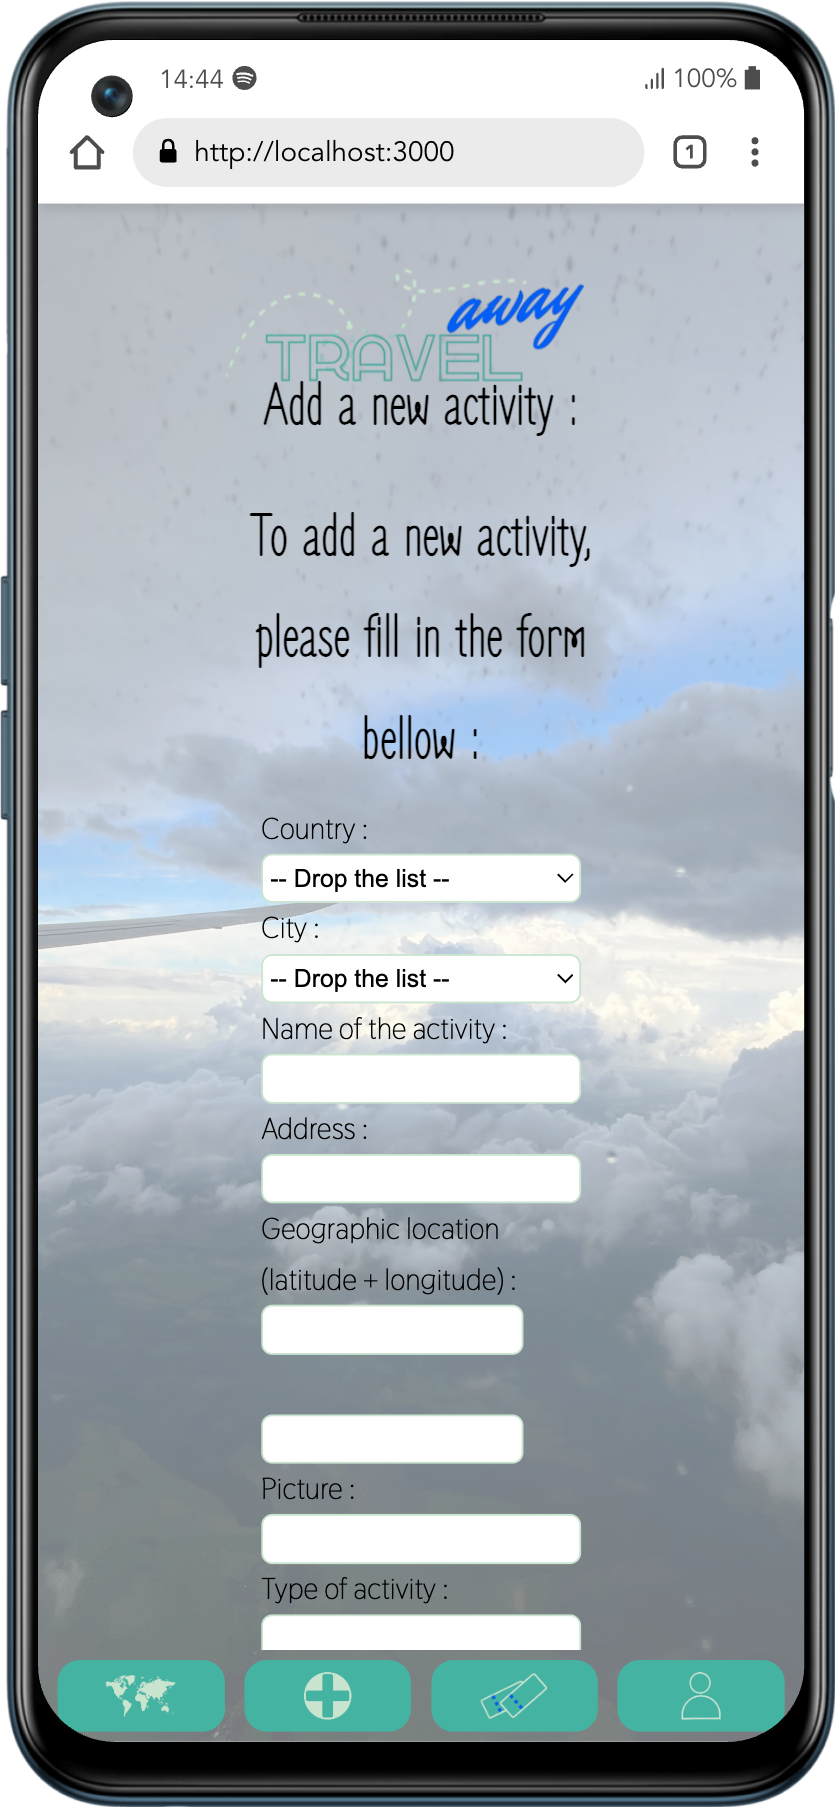 14:44
100%
http://localhost:3000
1
away
TRAVEL
Add a new activity :
To add a new activity,
please fill in the form
bellow :
Country :
-- Drop the list --
City :
-- Drop the list --
Name of the activity :
Address :
Geographic location
(latitude + longitude) :
Picture :
Type of activity :